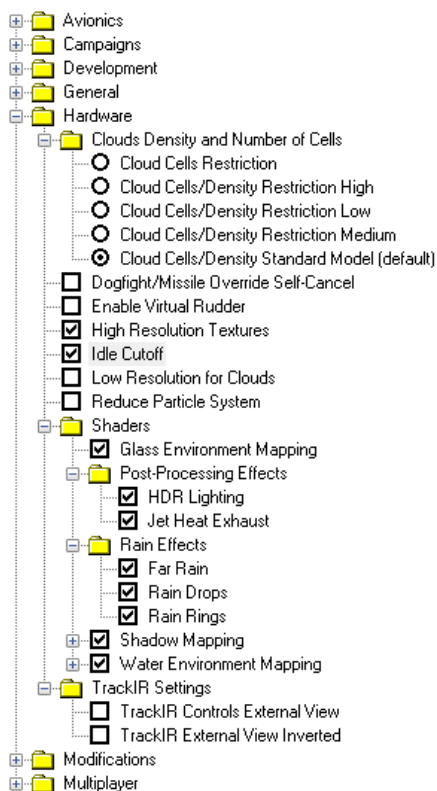 Avionics
Campaigns
Development
General
Hardware
Clouds Density and Number of Cells
Cloud Cells Restriction
Cloud Cells/Density Restriction High
Cloud Cells/Density Restriction Low
Cloud Cells/Density Restriction Medium
Cloud Cells/Density Standard Model (default)
Dogfight/Missile Override Self-Cancel
Enable Virtual Rudder
High Resolution Textures
Idle Cutoff
Low Resolution for Clouds
Reduce Particle System
Shaders
Glass Environment Mapping
Post-Processing Effects
HDR Lighting
Jet Heat Exhaust
Rain Effects
Far Rain
Rain Drops
Rain Rings
Shadow Mapping
Water Environment Mapping
TrackIR Settings
TrackIR Controls External View
TrackIR External View Inverted
Modifications
Multiplayer